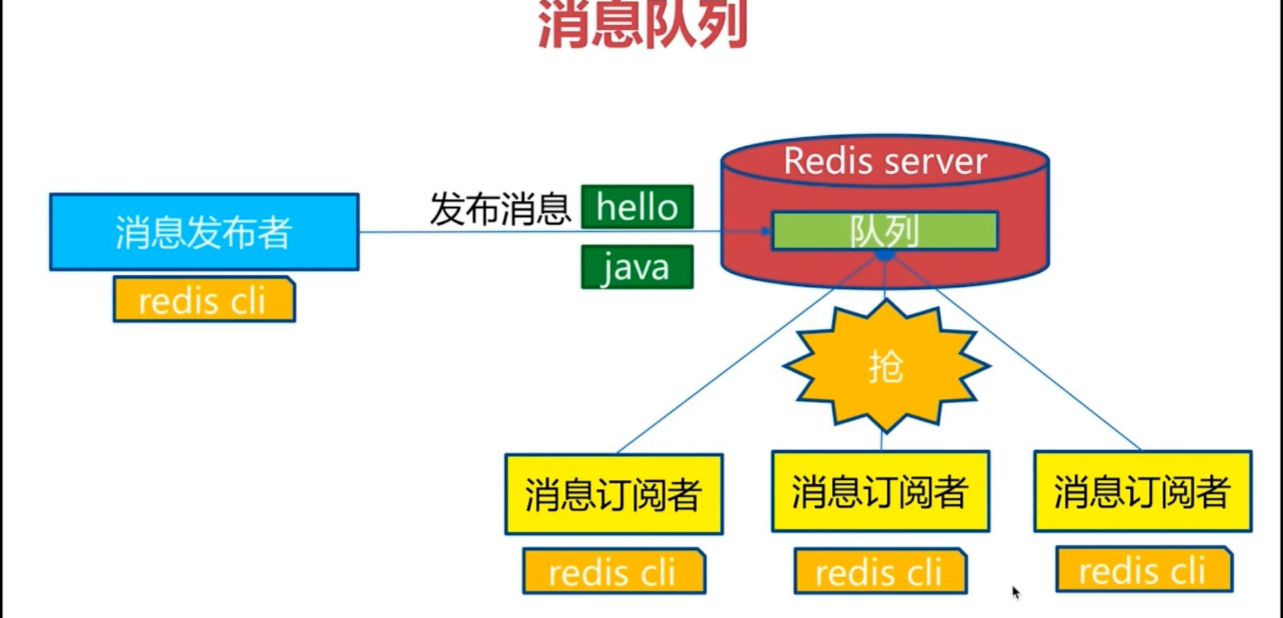 消息队列
Redis server
消息发布者
发布消息
hello
队列
java
redis cli
抢
消息订阅者
消息订阅者
消息订阅者
redis cli
redis cli
redis cli